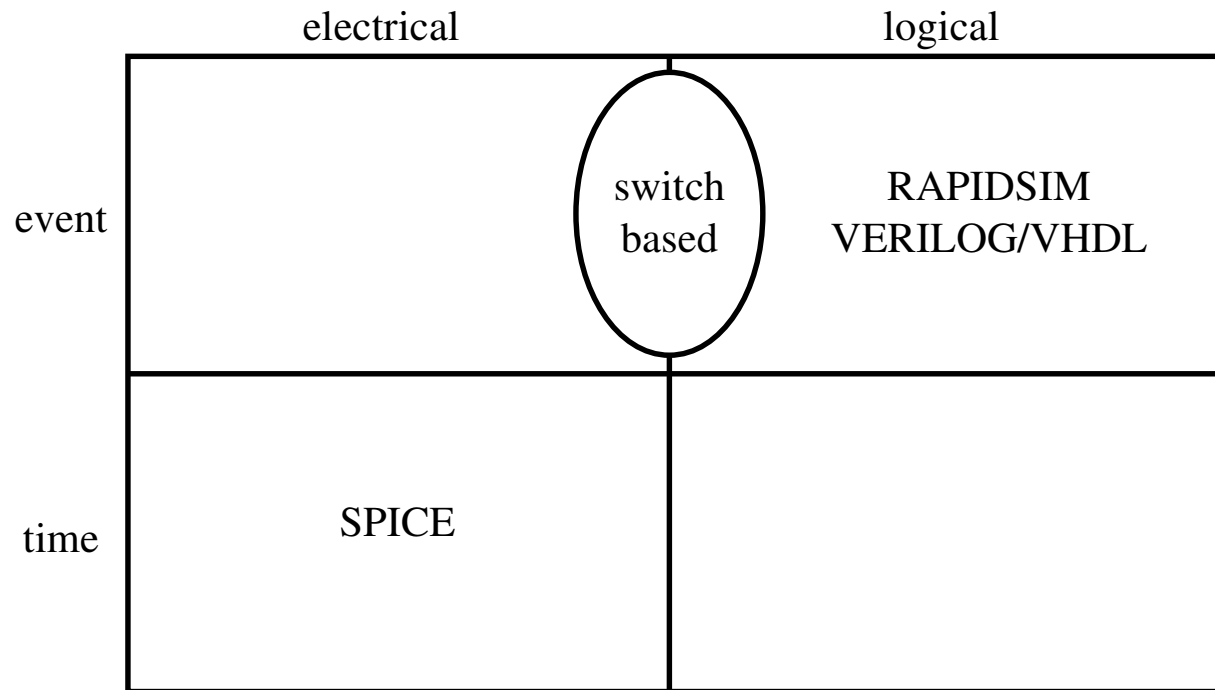 electrical
logical
event
switch
based
RAPIDSIM
VERILOG/VHDL
time
SPICE